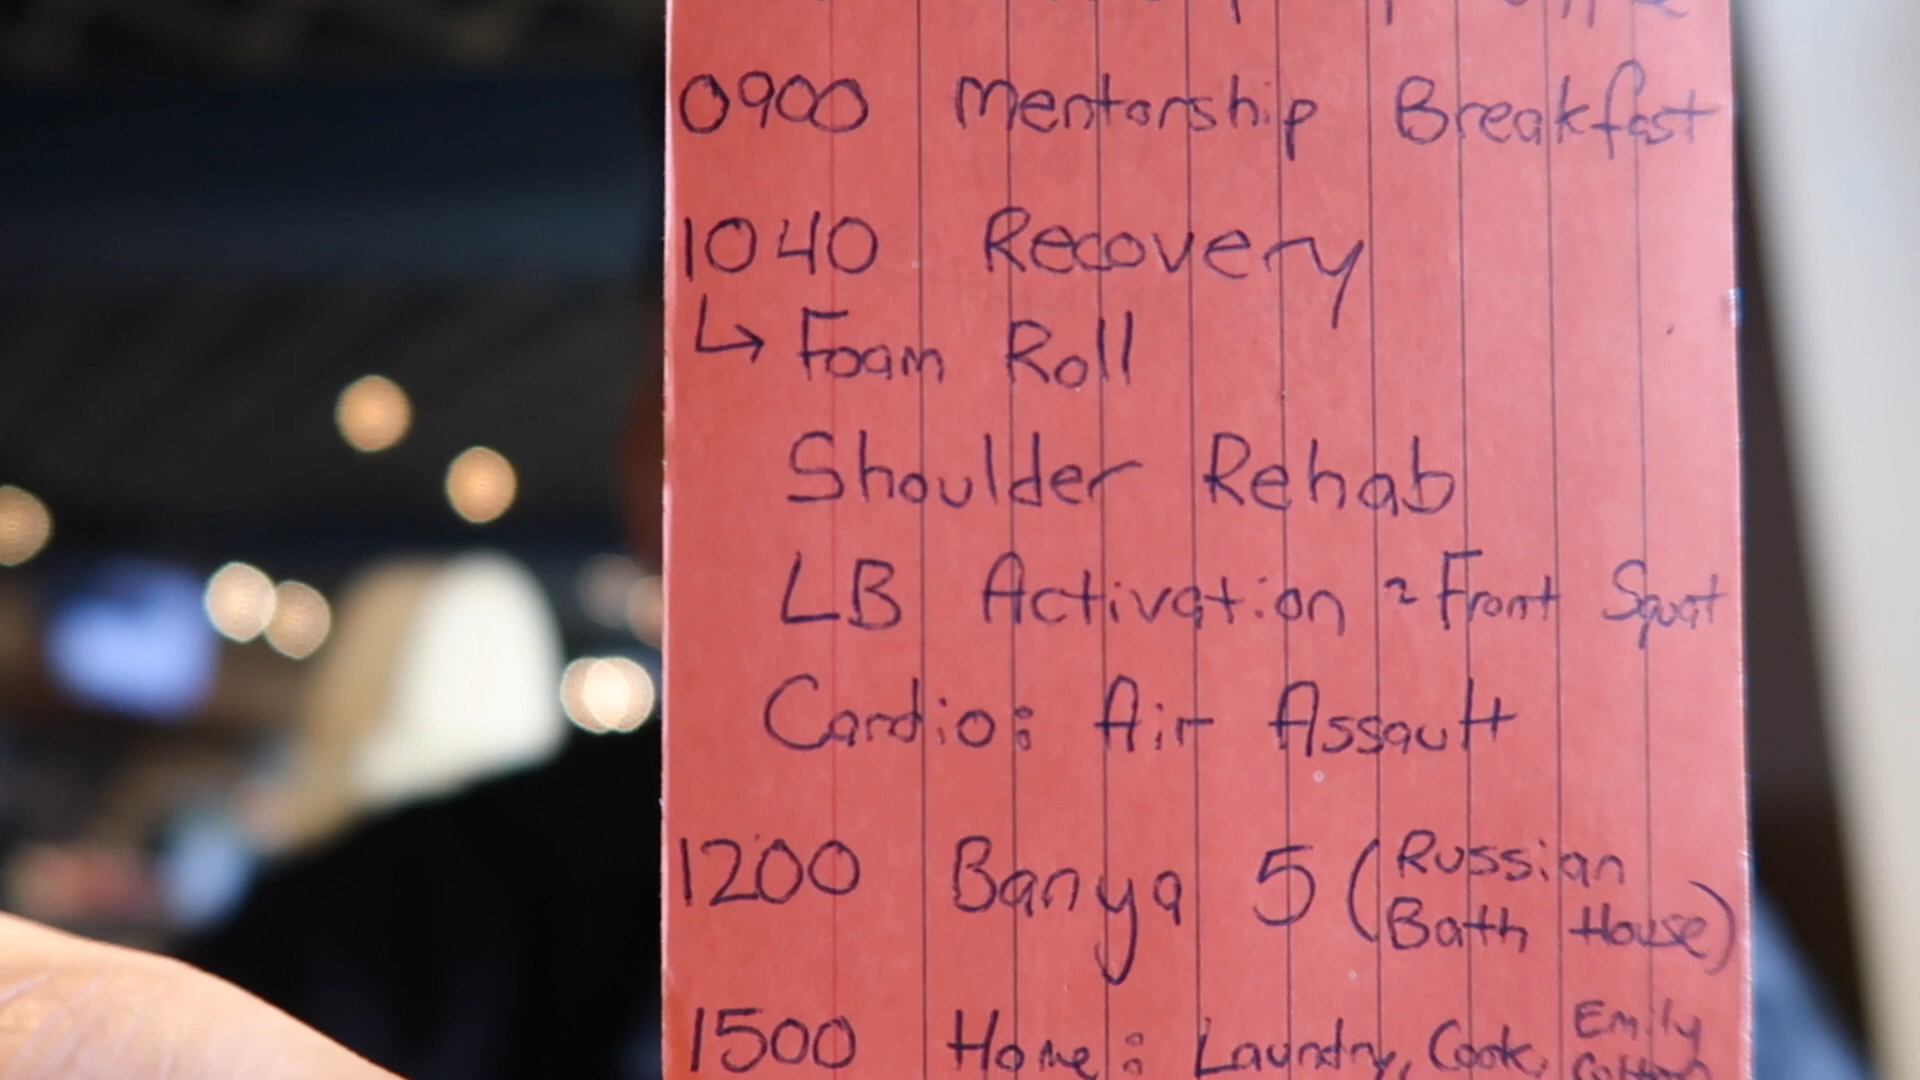 0900 Mentorship Breakfast
1040 Recovery
↳ Foam Roll
Shoulder Rehab
LB Activation ~ Front Squat
Cardio: Air Assault
1200 Banya 5 (Russian Bath House)
1500 Home: Laundry, Cook, Emily